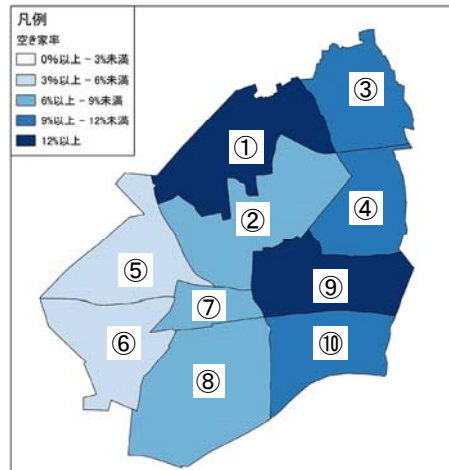 凡例
空き家率
0%以上 - 3%未満
3%以上 - 6%未満
6%以上 - 9%未満
9%以上 - 12%未満
12%以上
③
①
②
④
⑤
⑨
⑦
⑥
⑩
⑧